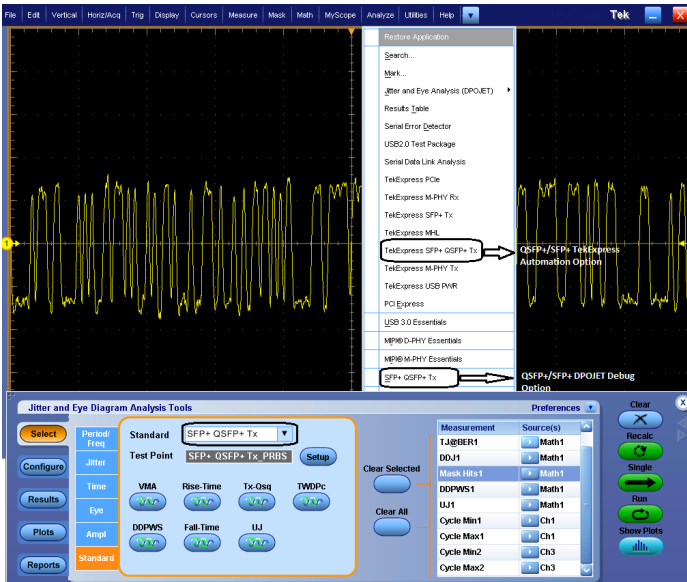 File Edit Vertical Horiz/Acq Trig Display Cursors Measure Mask Math MyScope Analyze Utilities Help Tek X
Restore Application
Search...
Mark...
Jitter and Eye Analysis (DPOJET)
Results Table
Serial Error Detector
USB2.0 Test Package
Serial Data Link Analysis
TekExpress PCIe
TekExpress M-PHY Rx
TekExpress SFP+ Tx
TekExpress MHL
TekExpress SFP+ QSFP+ Tx
QSFP+/SFP+ TekExpress
Automation Option
TekExpress M-PHY Tx
TekExpress USB PWR
PCI Express
USB 3.0 Essentials
MIPI® D-PHY Essentials
MIPI® M-PHY Essentials
SFP+ QSFP+ Tx
QSFP+/SFP+ DPOJET Debug
Option
1
Jitter and Eye Diagram Analysis Tools
Preferences
Clear
X
Select
Configure
Results
Plots
Reports
Period/
Freq
Jitter
Time
Eye
Ampl
Standard
Standard SFP+ QSFP+ Tx
Test Point SFP+ QSFP+ Tx_PRBS Setup
VMA Rise-Time Tx-Qsq TWDPc
DDPWS Fall-Time UJ
Clear Selected
Clear All
Measurement Source(s)
TJ@BER1 Math1
DDJ1 Math1
Mask Hits1 Math1
DDPWS1 Math1
UJ1 Math1
Cycle Min1 Ch1
Cycle Max1 Ch1
Cycle Min2 Ch3
Cycle Max2 Ch3
Recalc
Single
Run
Show Plots